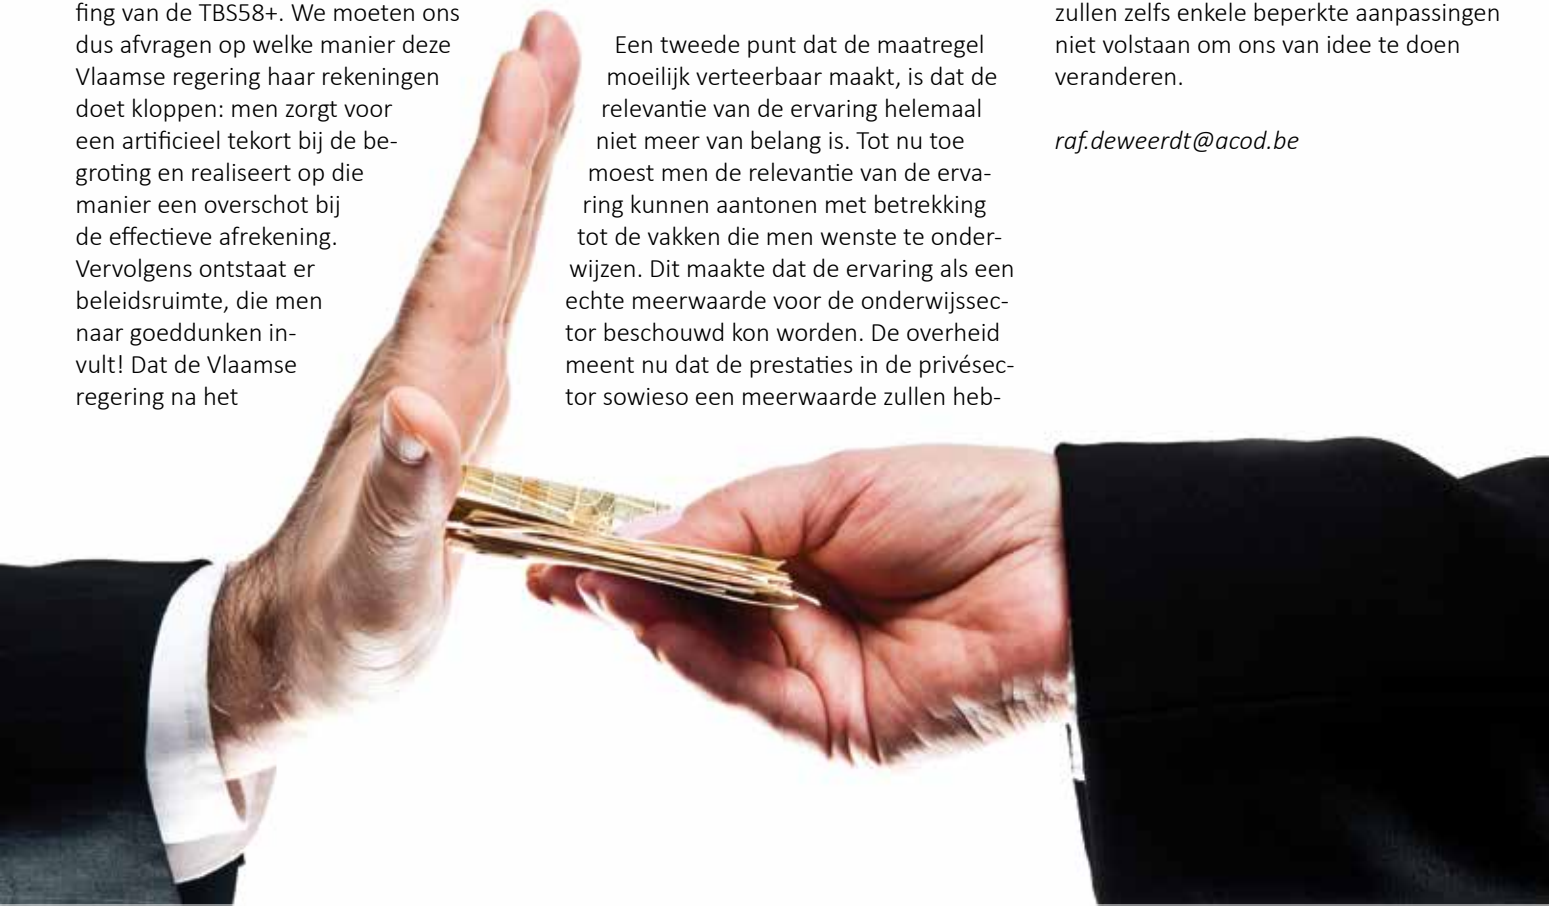 fing van de TBS58+. We moeten ons
dus afvragen op welke manier deze
Vlaamse regering haar rekeningen
doet kloppen: men zorgt voor
een artificieel tekort bij de be-
groting en realiseert op die
manier een overschot bij
de effectieve afrekening.
Vervolgens ontstaat er
beleidsruimte, die men
naar goeddunken in-
vult! Dat de Vlaamse
regering na het
Een tweede punt dat de maatregel
moeilijk verteerbaar maakt, is dat de
relevantie van de ervaring helemaal
niet meer van belang is. Tot nu toe
moest men de relevantie van de erva-
ring kunnen aantonen met betrekking
tot de vakken die men wenste te onder-
wijzen. Dit maakte dat de ervaring als een
echte meerwaarde voor de onderwijssec-
tor beschouwd kon worden. De overheid
meent nu dat de prestaties in de privésec-
tor sowieso een meerwaarde zullen heb-
zullen zelfs enkele beperkte aanpassingen
niet volstaan om ons van idee te doen
veranderen.
raf.deweerdt@acod.be